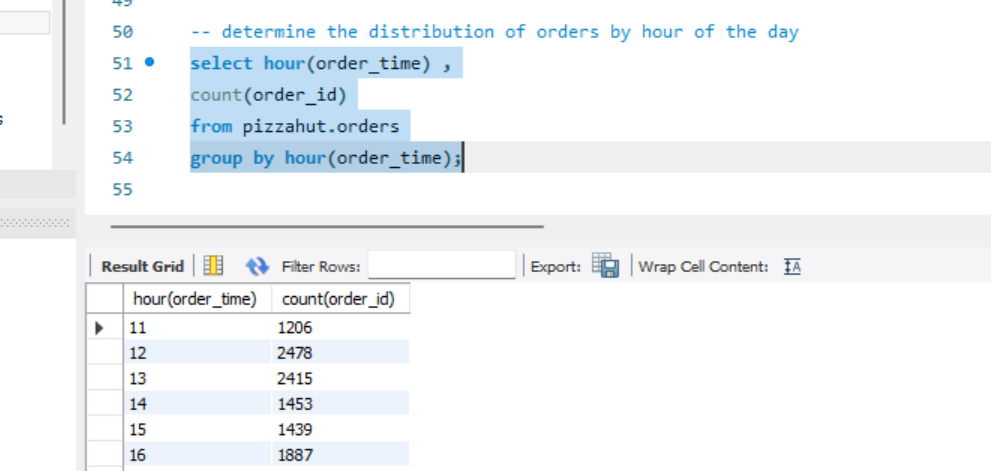 49
50 -- determine the distribution of orders by hour of the day
51 select hour(order_time) ,
52 count(order_id)
53 from pizzahut.orders
54 group by hour(order_time);
55
s
Result Grid Filter Rows: Export: Wrap Cell Content: IA
hour(order_time) count(order_id)
11 1206
12 2478
13 2415
14 1453
15 1439
16 1887